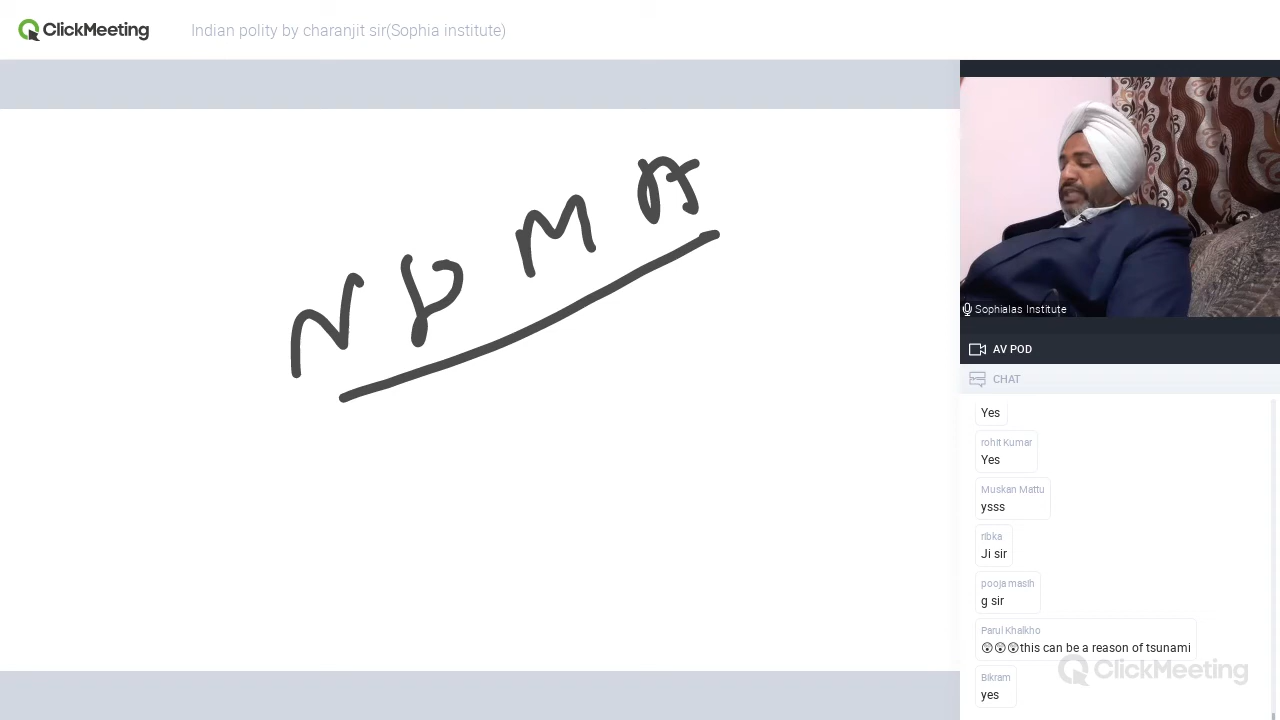 ClickMeeting
Indian polity by charanjit sir(Sophia institute)
NDMA
Sophialas Institute
AV POD
CHAT
Yes
rohit Kumar
Yes
Muskan Mattu
ysss
ribka
Ji sir
pooja masih
g sir
Parul Khalkho
😲😲😲this can be a reason of tsunami
ClickMeeting
Bikram
yes